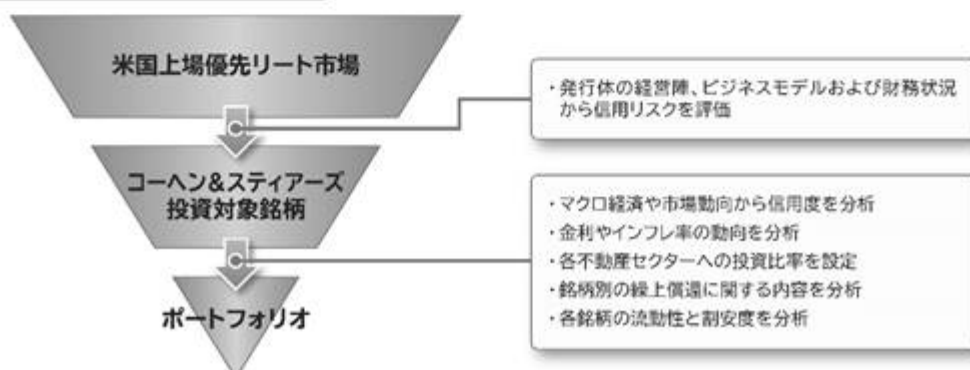 米国上場優先リート市場
・発行体の経営陣、ビジネスモデルおよび財務状況
から信用リスクを評価
コーヘン&スティアーズ
投資対象銘柄
・マクロ経済や市場動向から信用度を分析
・金利やインフレ率の動向を分析
・各不動産セクターへの投資比率を設定
・銘柄別の繰上償還に関する内容を分析
・各銘柄の流動性と割安度を分析
ポートフォリオ